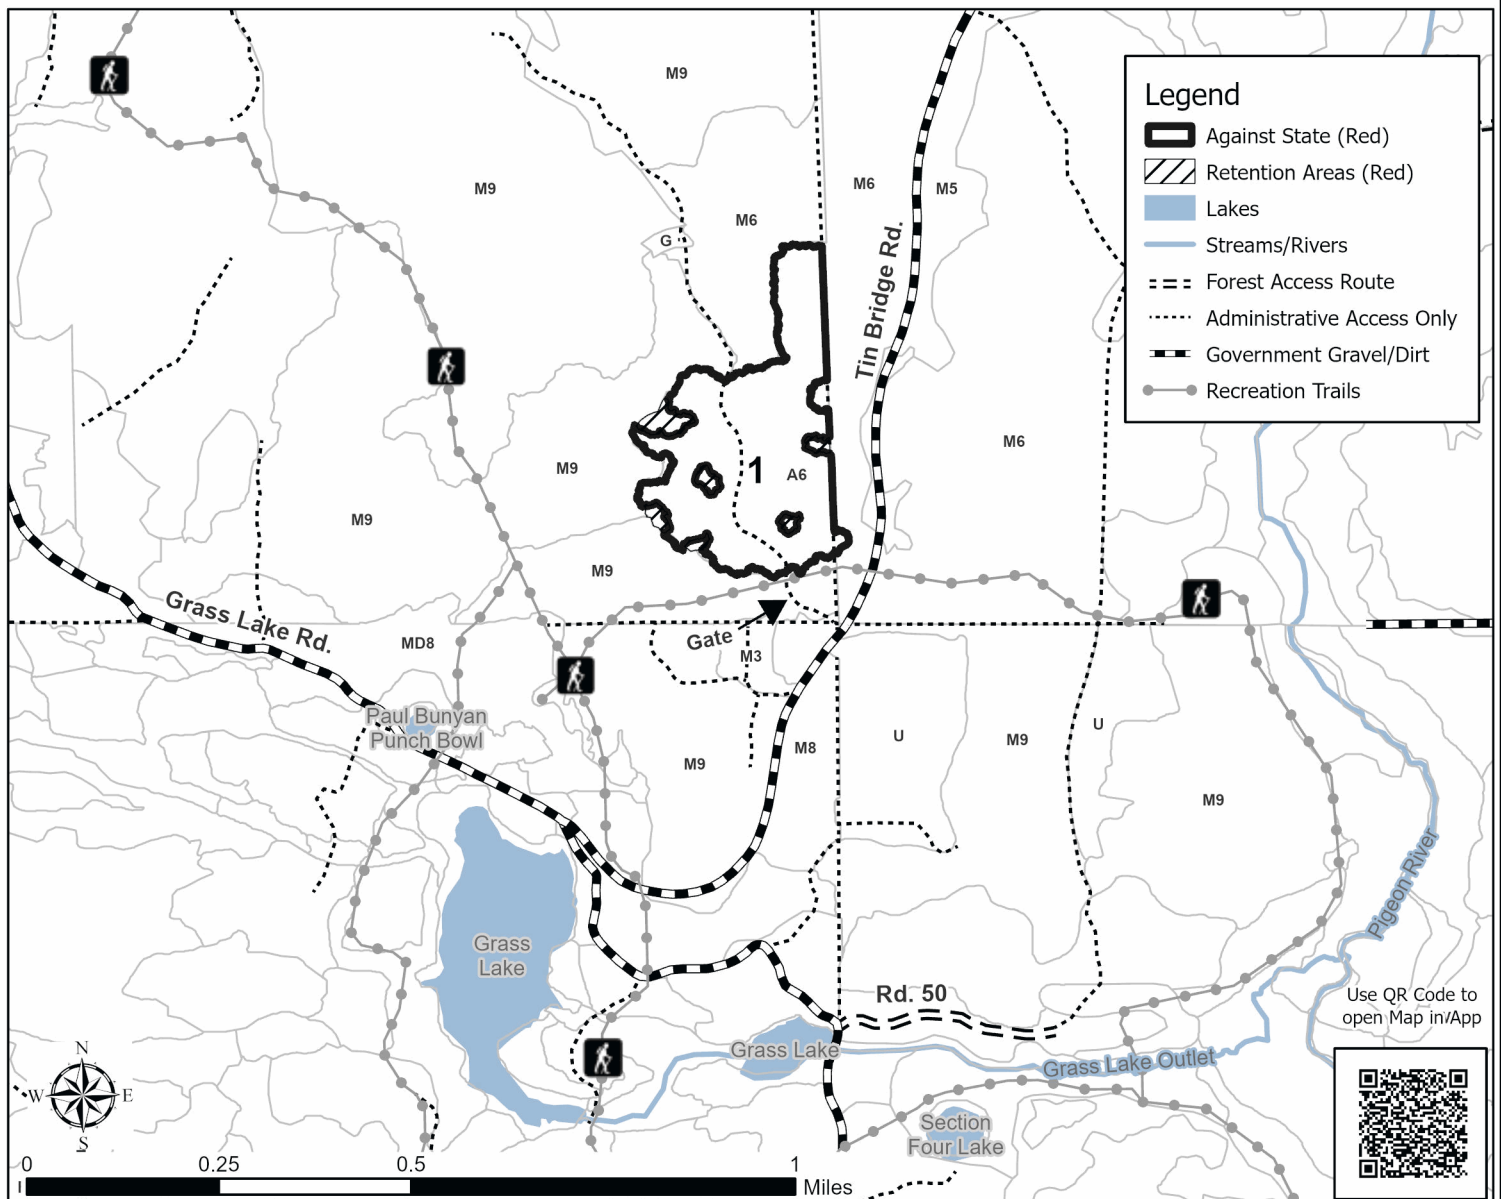 M9
M9
M6
M6
M5
G
Tin Bridge Rd.
Legend
Against State (Red)
Retention Areas (Red)
Lakes
Streams/Rivers
Forest Access Route
Administrative Access Only
Government Gravel/Dirt
Recreation Trails
M6
M9
1
A6
M9
M9
Grass Lake Rd.
MD8
Gate
M3
Paul Bunyan
Punch Bowl
M9
M8
U
M9
U
M9
Pigeon River
Grass
Lake
Rd. 50
Use QR Code to
open Map in App
Grass Lake
Grass Lake Outlet
Section
Four Lake
N
W
E
S
0
0.25
0.5
1
Miles